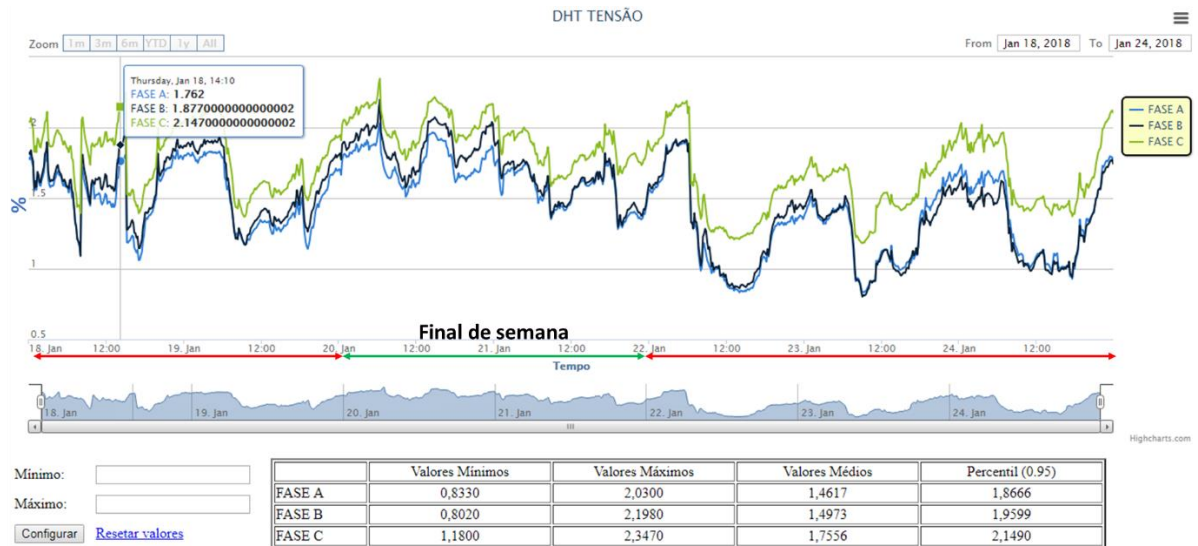 DHT TENSÃO
Zoom 1m 3m 6m YTD 1y All From Jan 18, 2018 To Jan 24, 2018
Thursday, Jan 18, 14:10
FASE A: 1.762
FASE B: 1.8770000000000002
FASE C: 2.1470000000000002
FASE A
FASE B
FASE C
2
1.5
%
1
0.5
Final de semana
18. Jan 12:00 19. Jan 12:00 20. Jan 12:00 21. Jan 12:00 22. Jan 12:00 23. Jan 12:00 24. Jan 12:00
Tempo
18. Jan 19. Jan 20. Jan 21. Jan 22. Jan 23. Jan 24. Jan
Highcharts.com
Mínimo:
Máximo:
Configurar Resetar valores
Valores Mínimos Valores Máximos Valores Médios Percentil (0.95)
FASE A 0,8330 2,0300 1,4617 1,8666
FASE B 0,8020 2,1980 1,4973 1,9599
FASE C 1,1800 2,3470 1,7556 2,1490